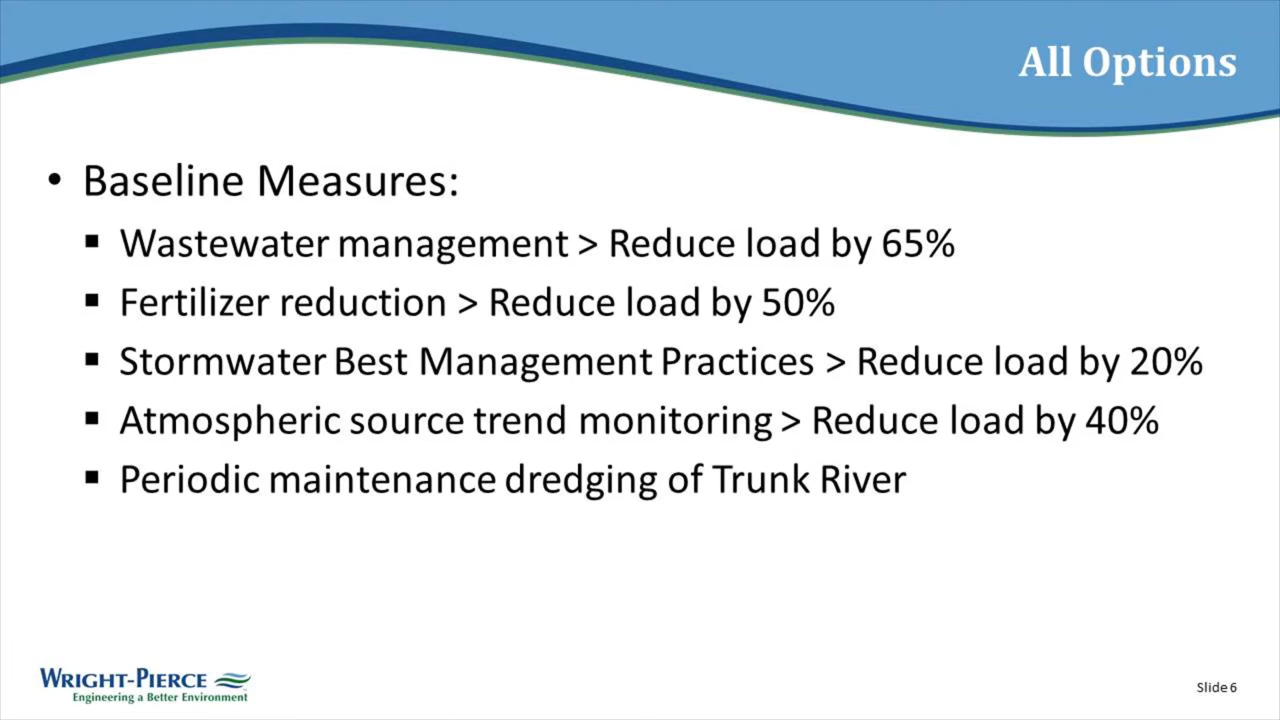 All Options
• Baseline Measures:
▪ Wastewater management > Reduce load by 65%
▪ Fertilizer reduction > Reduce load by 50%
▪ Stormwater Best Management Practices > Reduce load by 20%
▪ Atmospheric source trend monitoring > Reduce load by 40%
▪ Periodic maintenance dredging of Trunk River
WRIGHT-PIERCE
Engineering a Better Environment
Slide 6